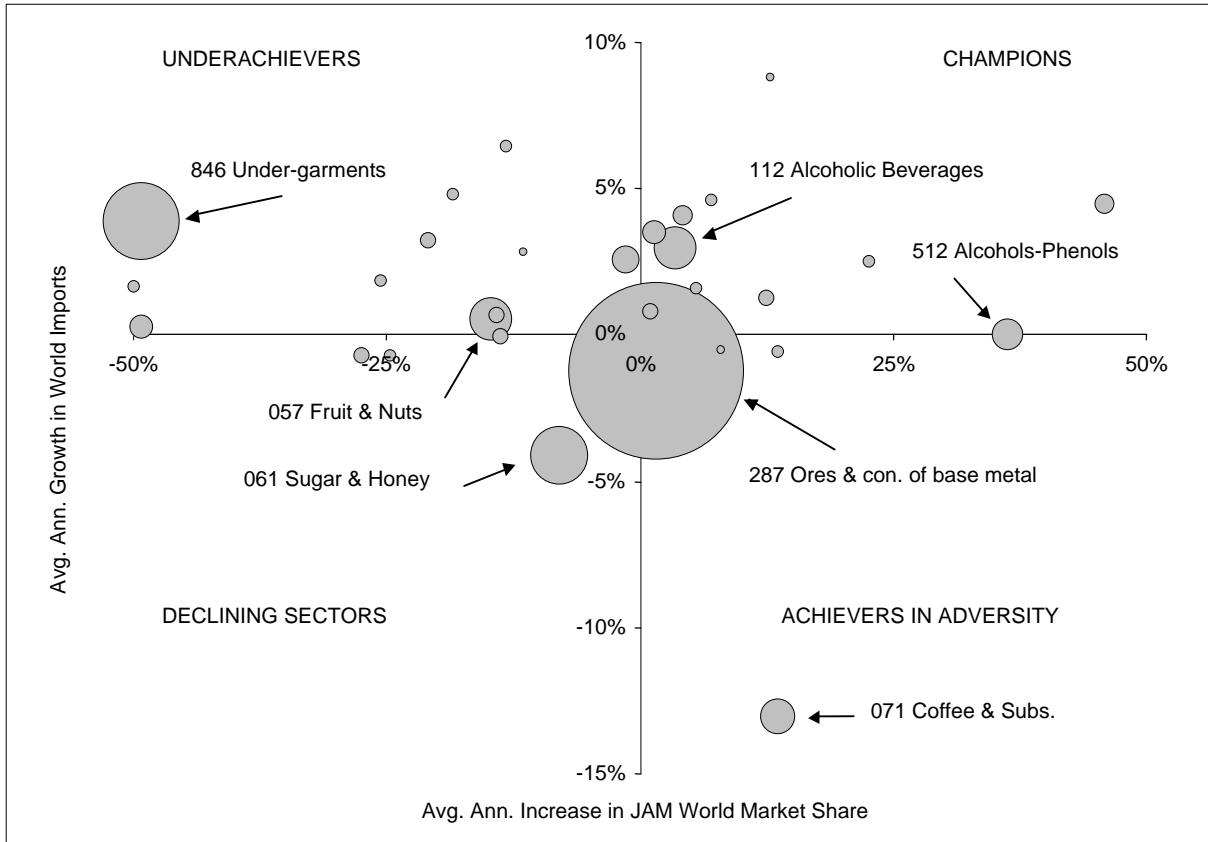 10%
UNDERACHIEVERS
CHAMPIONS
846 Under-garments
112 Alcoholic Beverages
5%
512 Alcohols-Phenols
0%
-50%
-25%
0%
25%
50%
057 Fruit & Nuts
061 Sugar & Honey
287 Ores & con. of base metal
-5%
Avg. Ann. Growth in World Imports
DECLINING SECTORS
ACHIEVERS IN ADVERSITY
-10%
071 Coffee & Subs.
-15%
Avg. Ann. Increase in JAM World Market Share